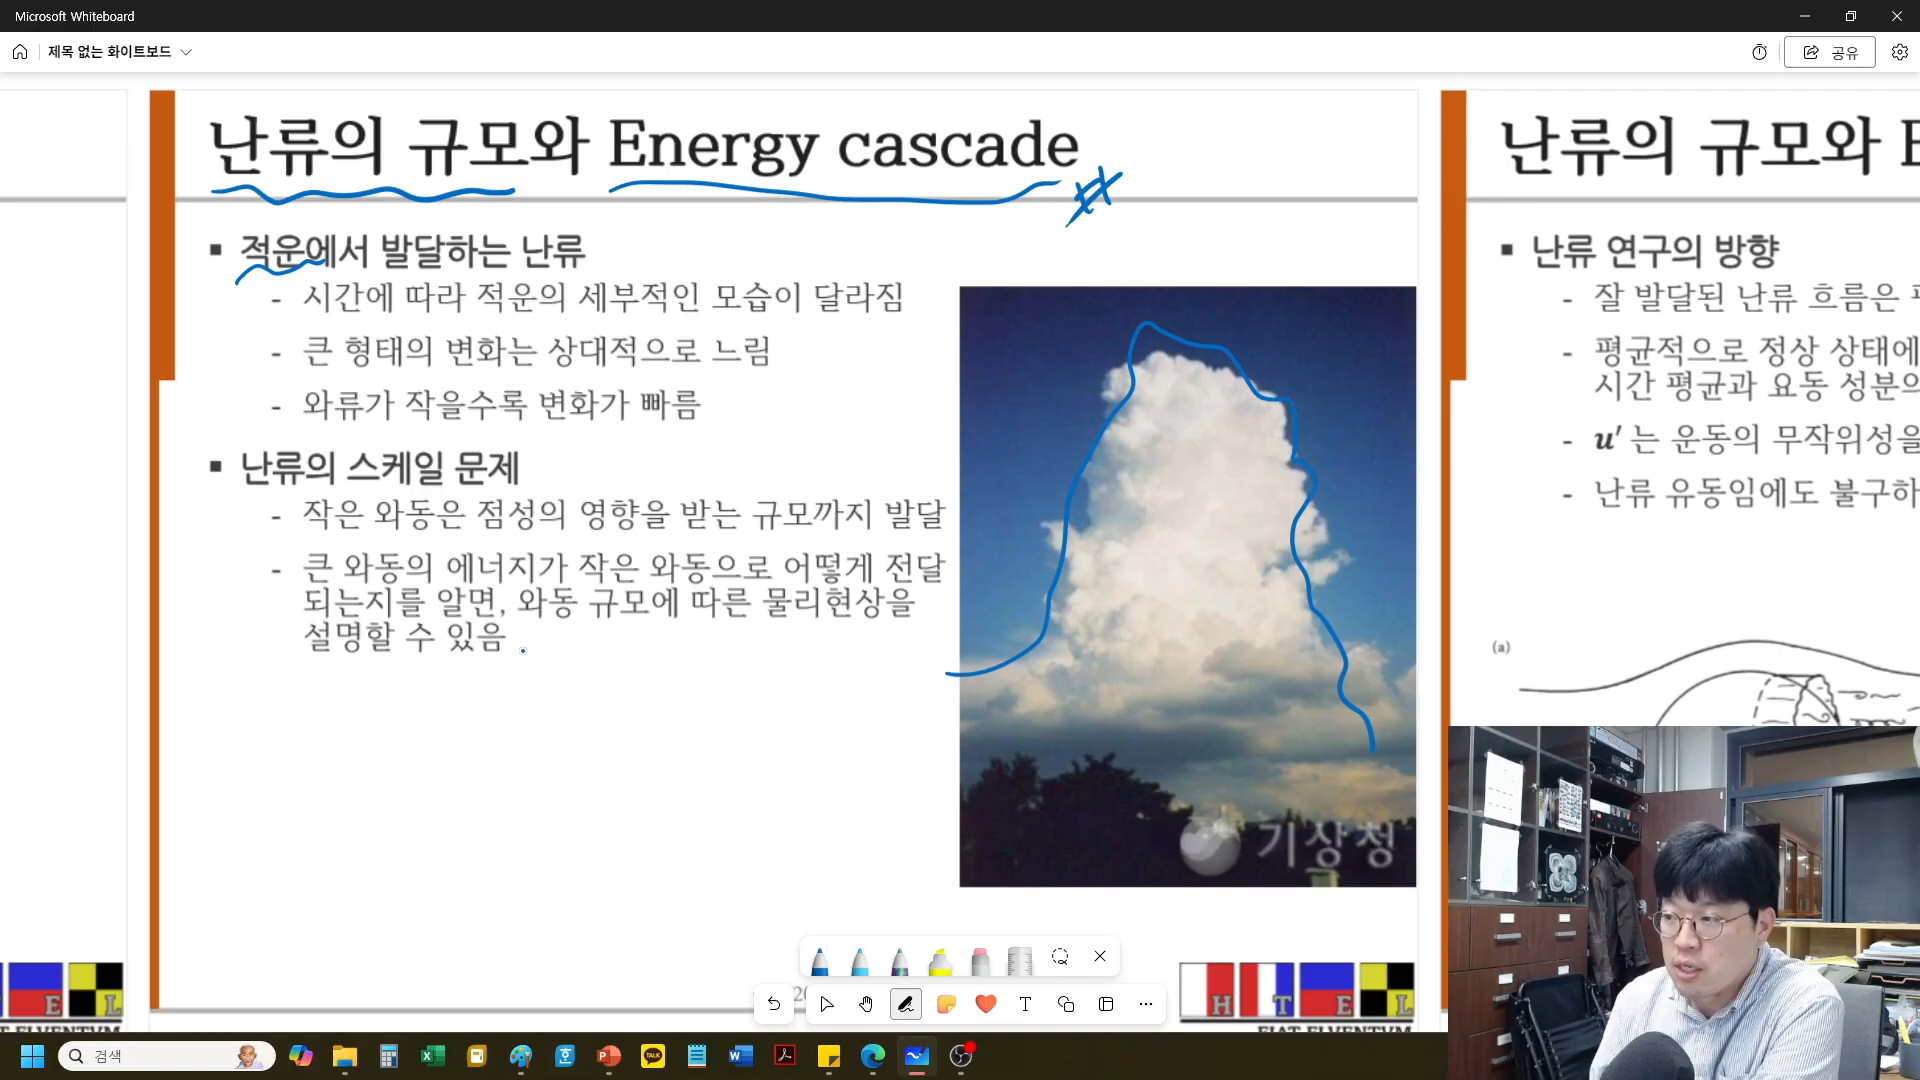 Microsoft Whiteboard
제목 없는 화이트보드
공유
난류의 규모와 Energy cascade
적운에서 발달하는 난류
- 시간에 따라 적운의 세부적인 모습이 달라짐
- 큰 형태의 변화는 상대적으로 느림
- 와류가 작을수록 변화가 빠름
난류의 스케일 문제
- 작은 와동은 점성의 영향을 받는 규모까지 발달
- 큰 와동의 에너지가 작은 와동으로 어떻게 전달
되는지를 알면, 와동 규모에 따른 물리현상을
설명할 수 있음
기상청
H T E L
난류의 규모와 E
난류 연구의 방향
- 잘 발달된 난류 흐름은
- 평균적으로 정상 상태에
시간 평균과 요동 성분의
- u′ 는 운동의 무작위성을
- 난류 유동임에도 불구하
(a)
E L
검색